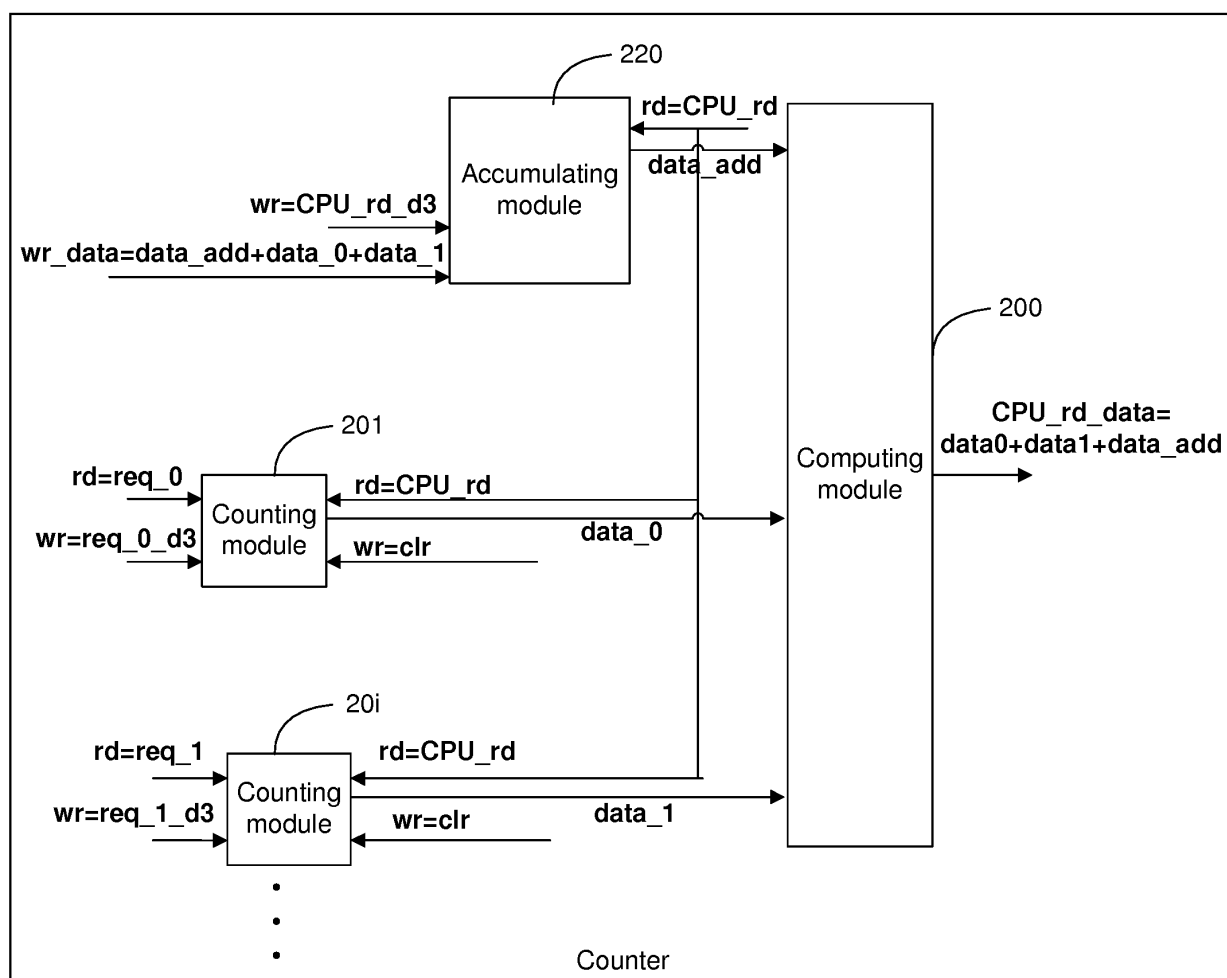 220
rd=CPU_rd
data_add
Accumulating
module
wr=CPU_rd_d3
wr_data=data_add+data_0+data_1
200
CPU_rd_data=
data0+data1+data_add
Computing
module
201
rd=req_0
rd=CPU_rd
Counting
module
data_0
wr=req_0_d3
wr=clr
20i
rd=req_1
rd=CPU_rd
Counting
module
data_1
wr=req_1_d3
wr=clr
Counter